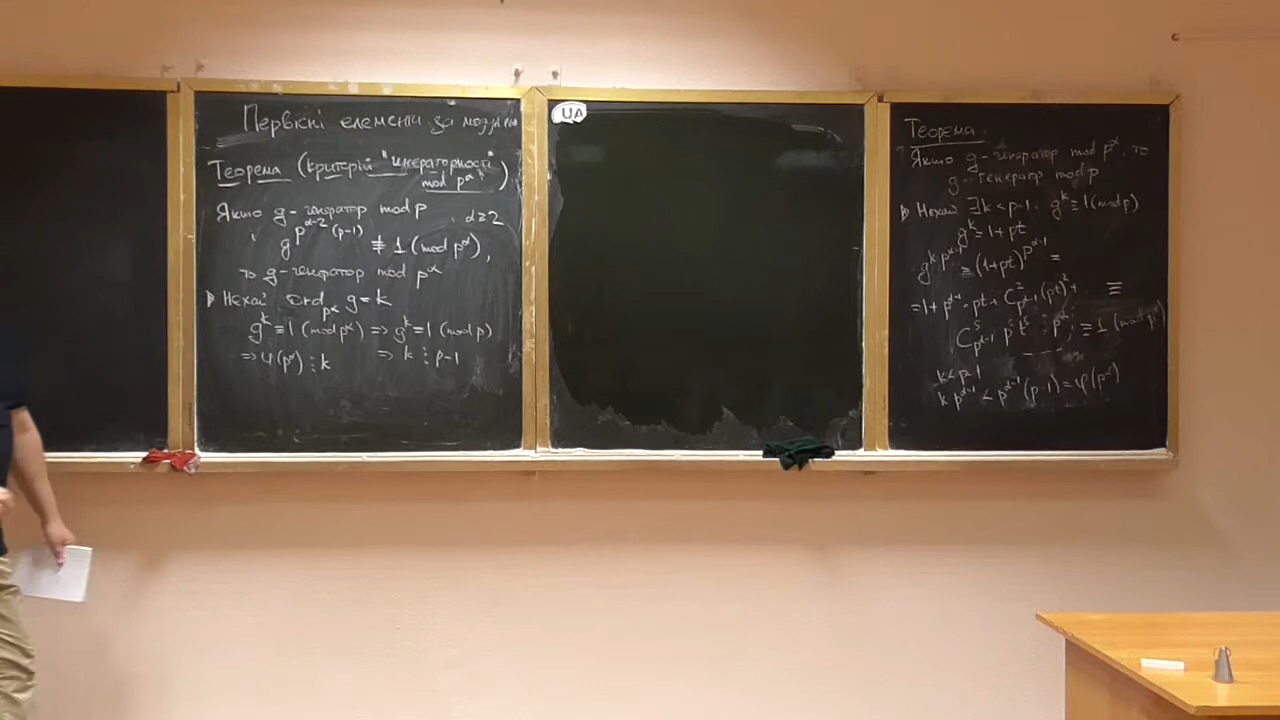 Первісні елементи за модулем
Теорема (критерій "генераторності"
mod p^α")
Якщо g - генератор mod p, α≥2
, g^{p^{α-2}(p-1)} ≢ 1 (mod p^α),
то g-генератор mod p^α
Нехай Ord_{p^α} g = k
g^k ≡ 1 (mod p^α) => g^k ≡ 1 (mod p)
=> φ(p^α) ⋮ k => k ⋮ p-1
UA
Теорема.
Якщо g - генератор mod p^α, то
g - генератор mod p
Нехай ∃k < p-1: g^k ≡ 1 (mod p)
g^k = 1+pt
g^{k p^{α-1}} ≡ (1+pt)^{p^{α-1}} =
= 1 + p^{α-1}·pt + C^2_{p^{α-1}} (pt)^2 + ≡
C^s_{p^{α-1}} p^s t^s ⋮ p^α; ≡ 1 (mod p^α)
k < p-1
k p^{α-1} < p^{α-1}(p-1) = φ(p^α)